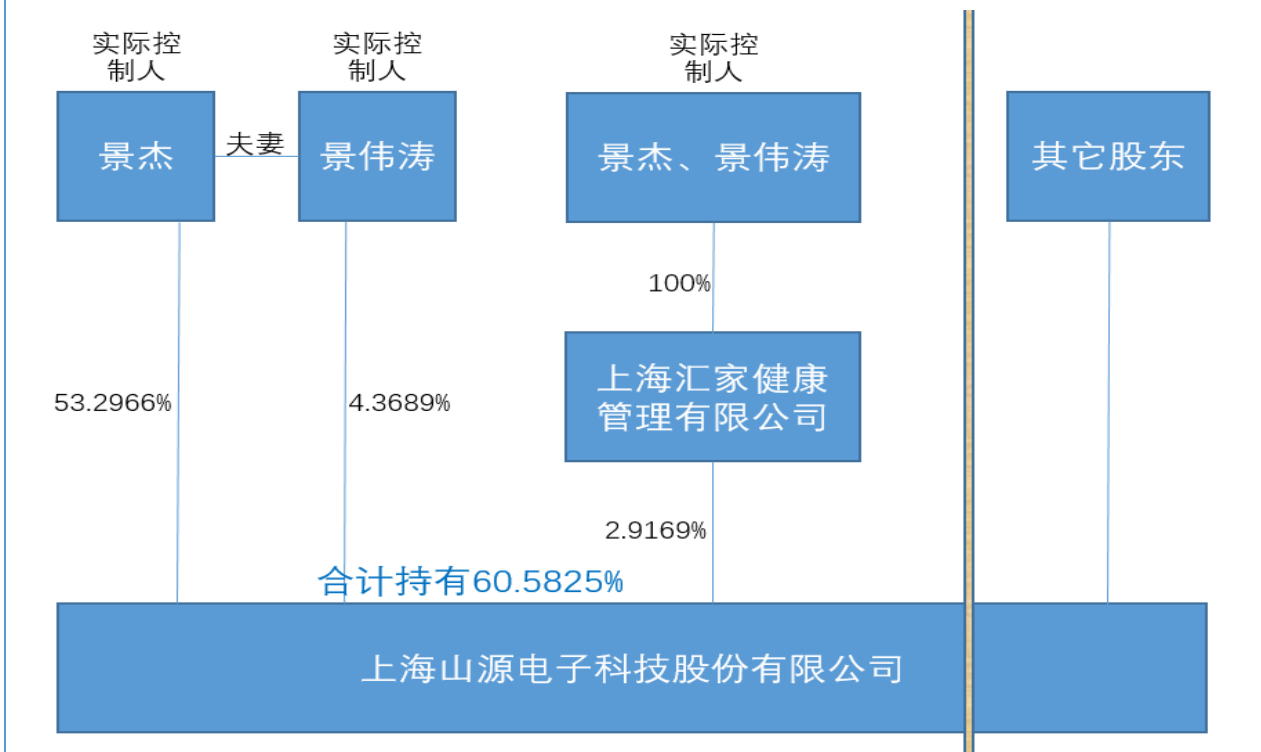 实际控
制人
实际控
制人
实际控
制人
景杰
夫妻
景伟涛
景杰、景伟涛
其它股东
100%
上海汇家健康
管理有限公司
53.2966%
4.3689%
2.9169%
合计持有60.5825%
上海山源电子科技股份有限公司